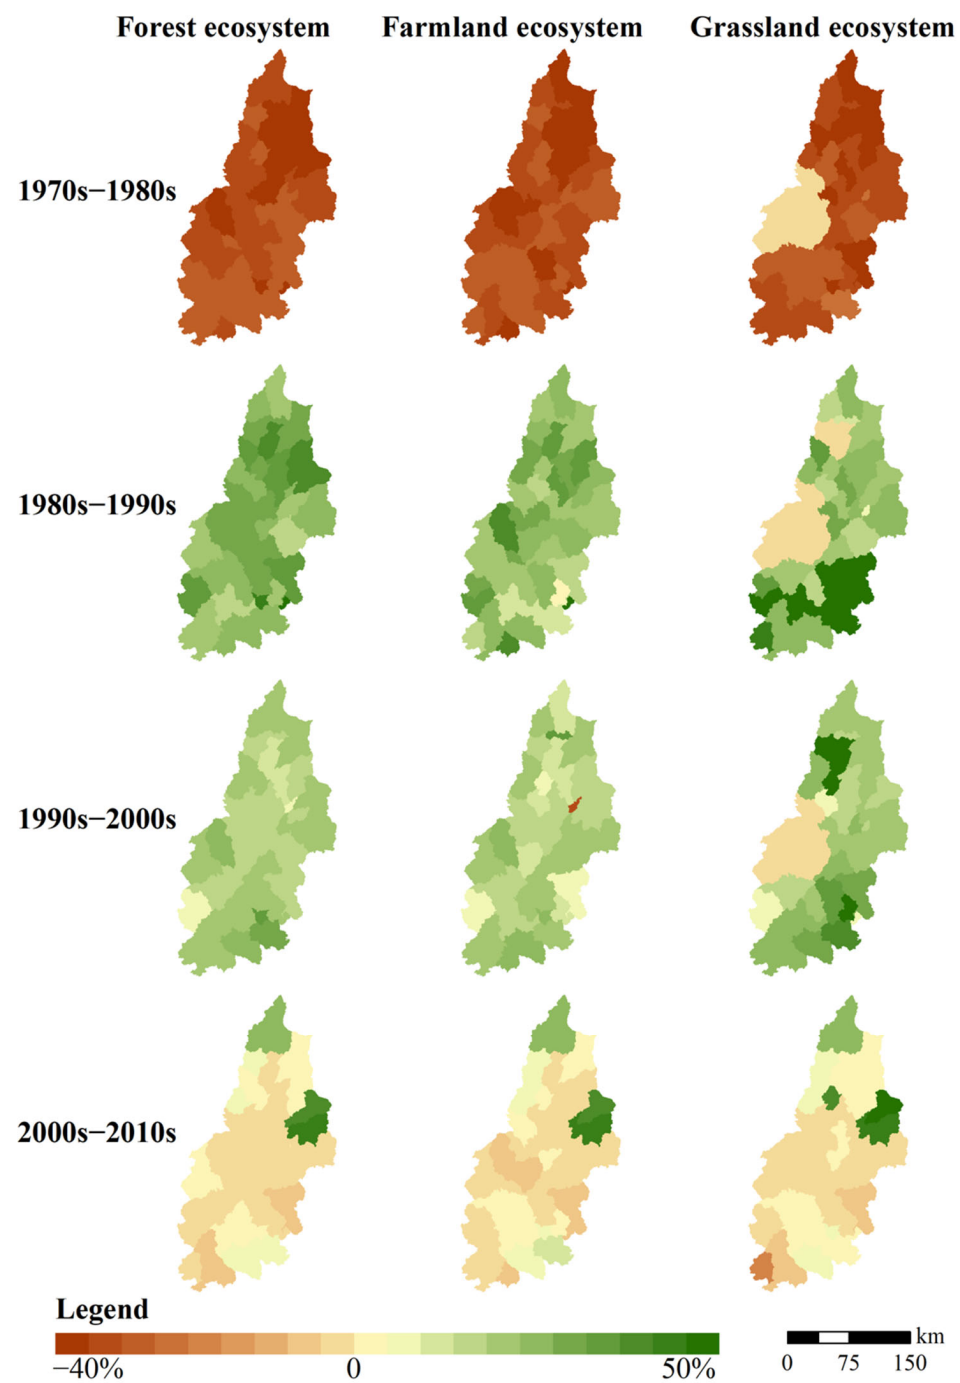 Forest ecosystem Farmland ecosystem Grassland ecosystem
1970s−1980s
1980s−1990s
1990s−2000s
2000s−2010s
Legend
−40% 0 50%
km
0 75 150